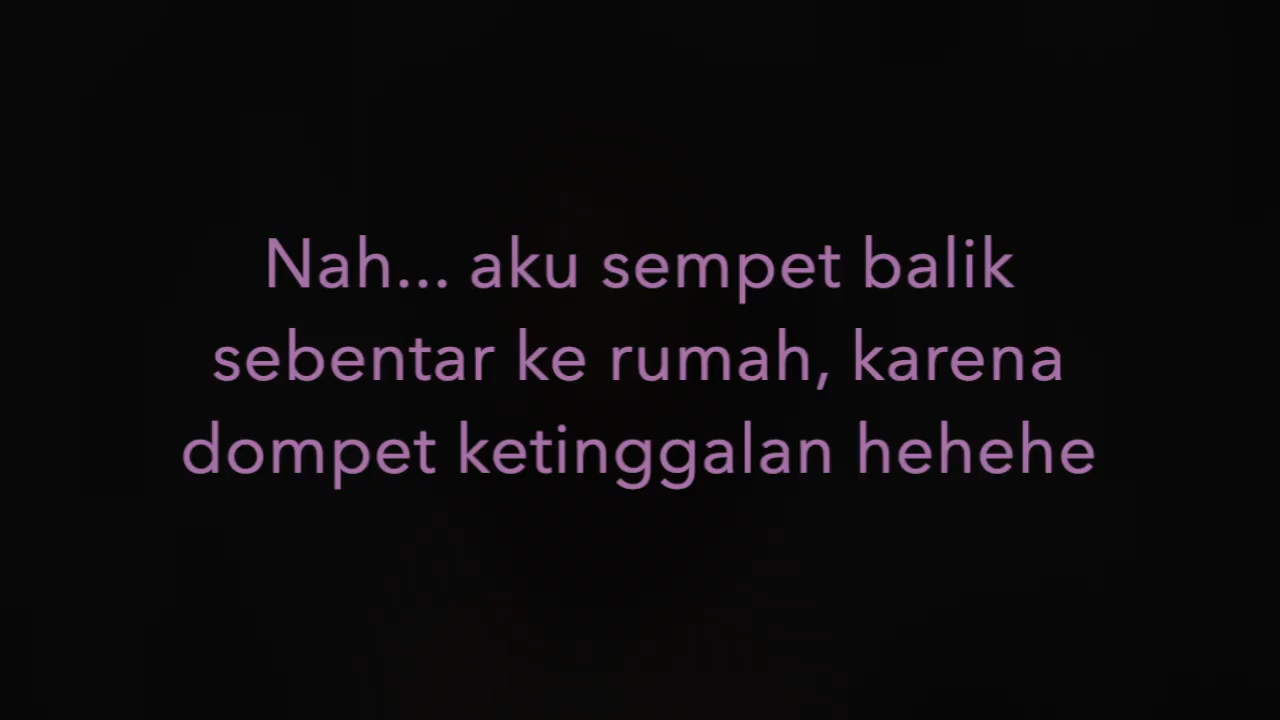 Nah... aku sempet balik
sebentar ke rumah, karena
dompet ketinggalan hehehe